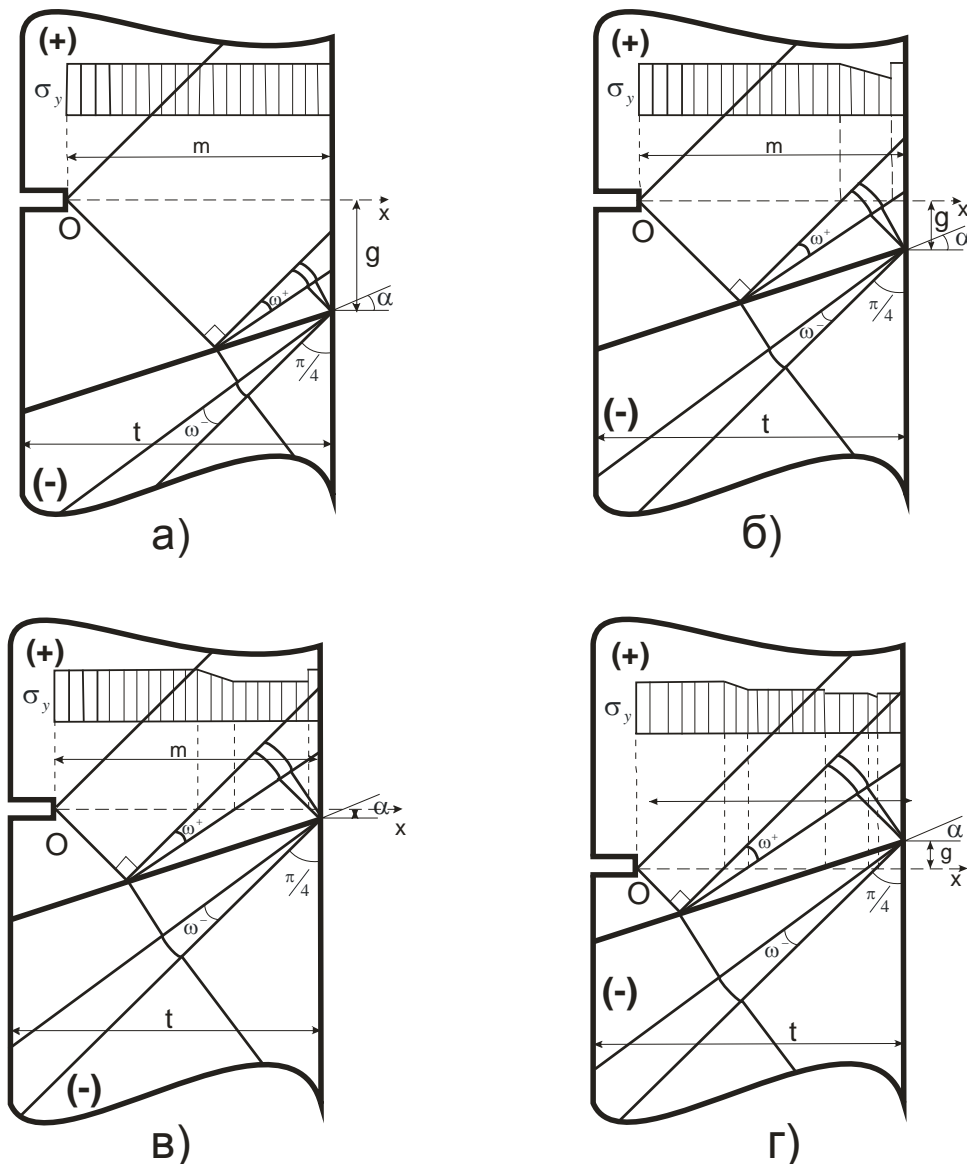 (+)
σy
m
x
O
g
ω+
α
π/4
ω−
t
(-)
а)
(+)
σy
m
x
O
g
α
ω+
π/4
ω−
(-)
t
б)
(+)
σy
m
α
x
O
ω+
π/4
ω−
t
(-)
в)
(+)
σy
α
ω+
g
O
x
π/4
ω−
(-)
t
г)